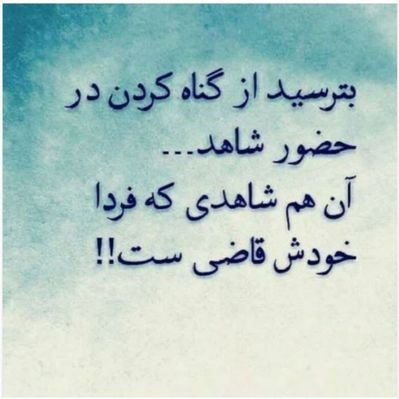 بترسید از گناه کردن در
حضور شاهد...
آن هم شاهدی که فردا
خودش قاضی ست!!